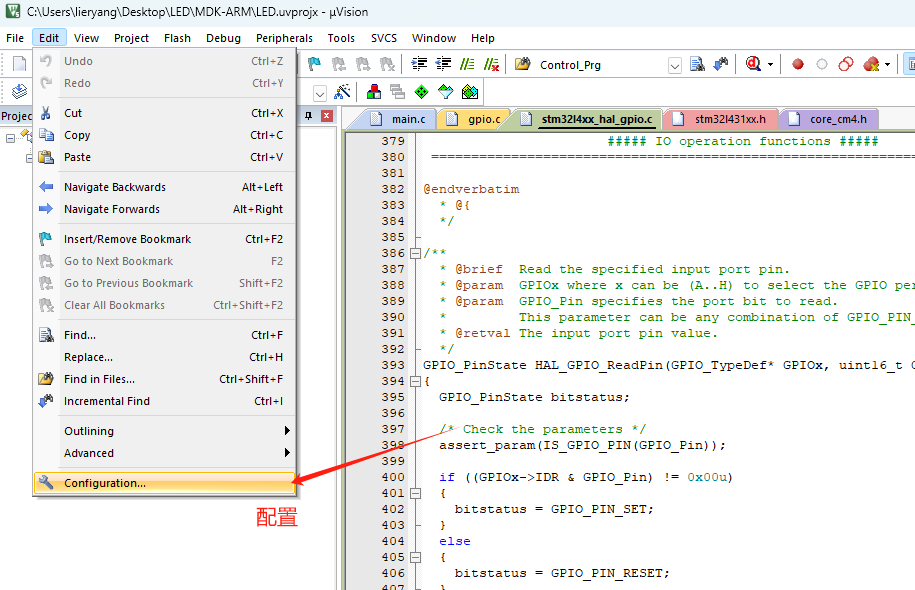 C:\Users\lieryang\Desktop\LED\MDK-ARM\LED.uvprojx - µVision
File Edit View Project Flash Debug Peripherals Tools SVCS Window Help
Control_Prg
Undo Ctrl+Z
Redo Ctrl+Y
Cut Ctrl+X
Copy Ctrl+C
Paste Ctrl+V
Navigate Backwards Alt+Left
Navigate Forwards Alt+Right
Insert/Remove Bookmark Ctrl+F2
Go to Next Bookmark F2
Go to Previous Bookmark Shift+F2
Clear All Bookmarks Ctrl+Shift+F2
Find... Ctrl+F
Replace... Ctrl+H
Find in Files... Ctrl+Shift+F
Incremental Find Ctrl+I
Outlining
Advanced
Configuration...
配置
Projec
main.c gpio.c stm32l4xx_hal_gpio.c stm32l431xx.h core_cm4.h
379 ##### IO operation functions #####
380 ===============================================================
381
382 @endverbatim
383 * @{
384 */
385
386 /**
387 * @brief Read the specified input port pin.
388 * @param GPIOx where x can be (A..H) to select the GPIO per
389 * @param GPIO_Pin specifies the port bit to read.
390 * This parameter can be any combination of GPIO_PIN_
391 * @retval The input port pin value.
392 */
393 GPIO_PinState HAL_GPIO_ReadPin(GPIO_TypeDef* GPIOx, uint16_t G
394 {
395 GPIO_PinState bitstatus;
396
397 /* Check the parameters */
398 assert_param(IS_GPIO_PIN(GPIO_Pin));
399
400 if ((GPIOx->IDR & GPIO_Pin) != 0x00u)
401 {
402 bitstatus = GPIO_PIN_SET;
403 }
404 else
405 {
406 bitstatus = GPIO_PIN_RESET;
407 }